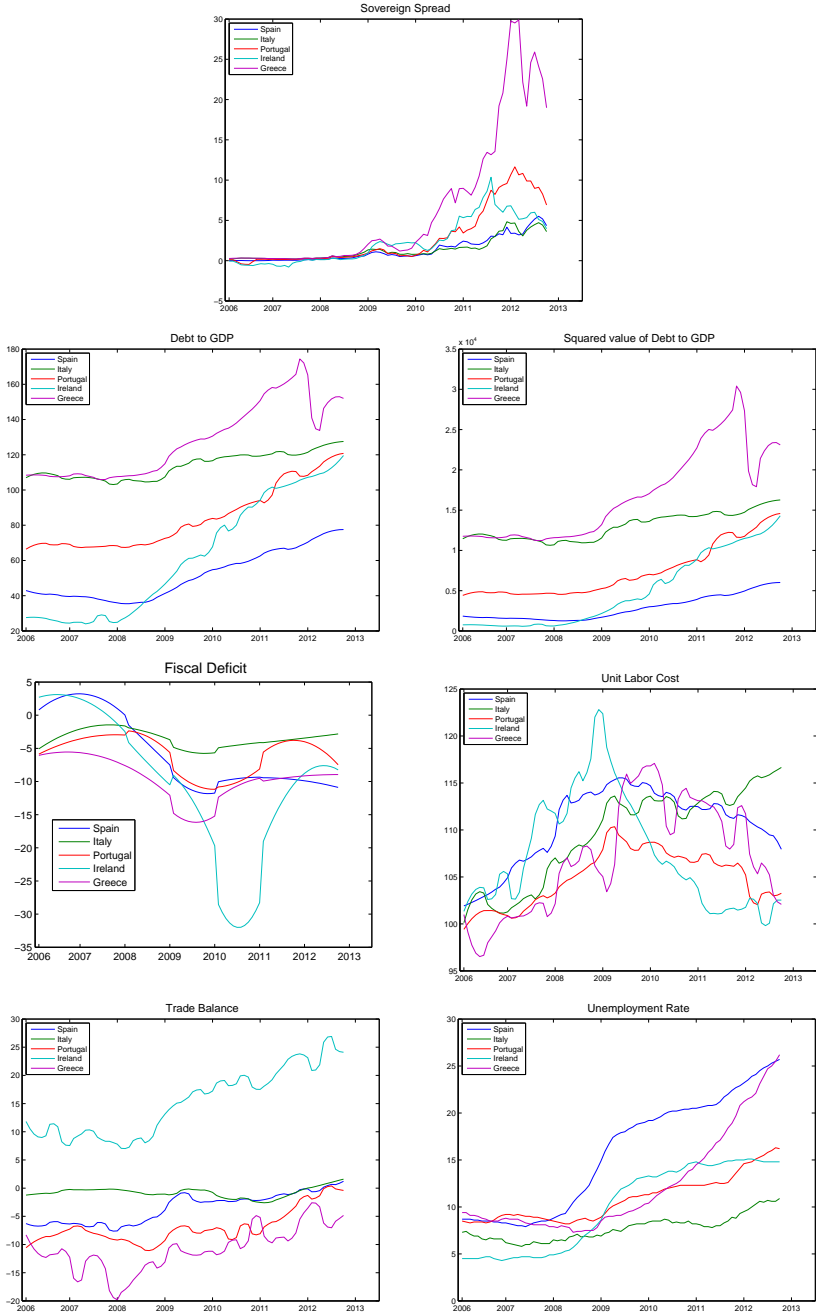 Sovereign Spread
Spain
Italy
Portugal
Ireland
Greece
30
25
20
15
10
5
0
−5
2006 2007 2008 2009 2010 2011 2012 2013
Debt to GDP
Spain
Italy
Portugal
Ireland
Greece
180
160
140
120
100
80
60
40
20
2006 2007 2008 2009 2010 2011 2012 2013
Squared value of Debt to GDP
x 10⁴
Spain
Italy
Portugal
Ireland
Greece
3.5
3
2.5
2
1.5
1
0.5
0
2006 2007 2008 2009 2010 2011 2012 2013
Fiscal Deficit
5
0
−5
−10
−15
−20
−25
−30
−35
Spain
Italy
Portugal
Ireland
Greece
2006 2007 2008 2009 2010 2011 2012 2013
Unit Labor Cost
Spain
Italy
Portugal
Ireland
Greece
125
120
115
110
105
100
95
2006 2007 2008 2009 2010 2011 2012 2013
Trade Balance
Spain
Italy
Portugal
Ireland
Greece
30
25
20
15
10
5
0
−5
−10
−15
−20
2006 2007 2008 2009 2010 2011 2012 2013
Unemployment Rate
Spain
Italy
Portugal
Ireland
Greece
30
25
20
15
10
5
0
2006 2007 2008 2009 2010 2011 2012 2013